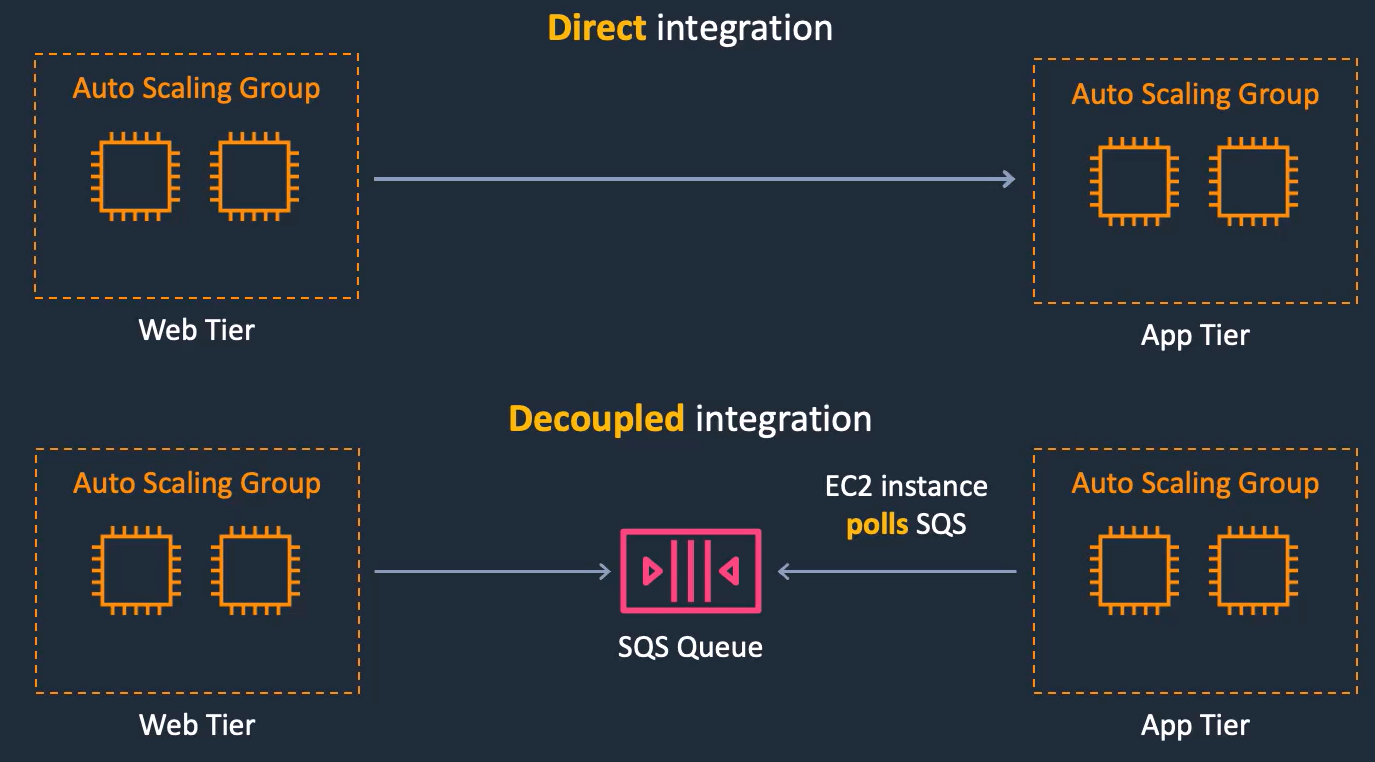 Direct integration
Auto Scaling Group
Auto Scaling Group
Web Tier
App Tier
Decoupled integration
Auto Scaling Group
EC2 instance
polls SQS
Auto Scaling Group
SQS Queue
Web Tier
App Tier